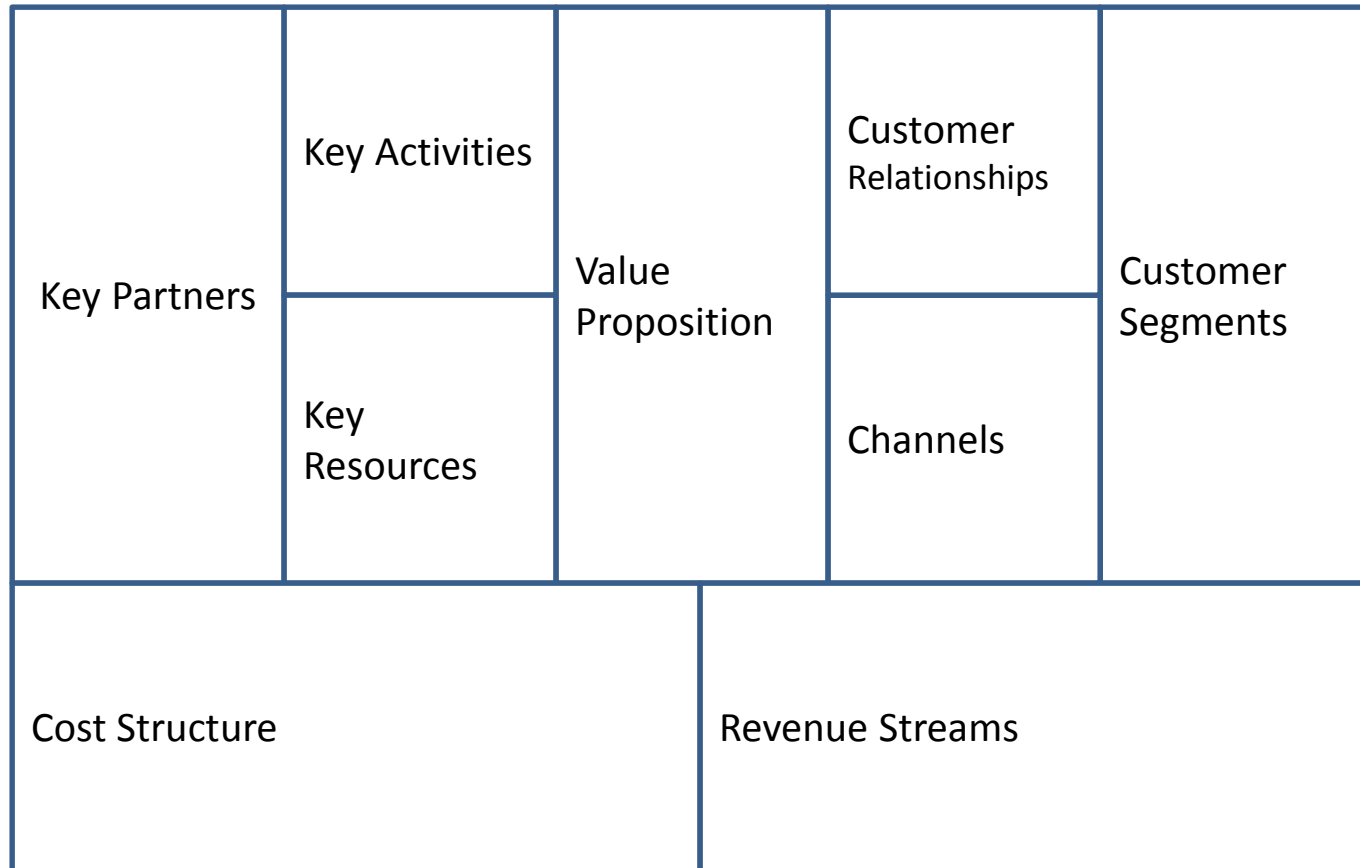 Key Partners
Key Activities
Key
Resources
Value
Proposition
Customer
Relationships
Channels
Customer
Segments
Cost Structure
Revenue Streams